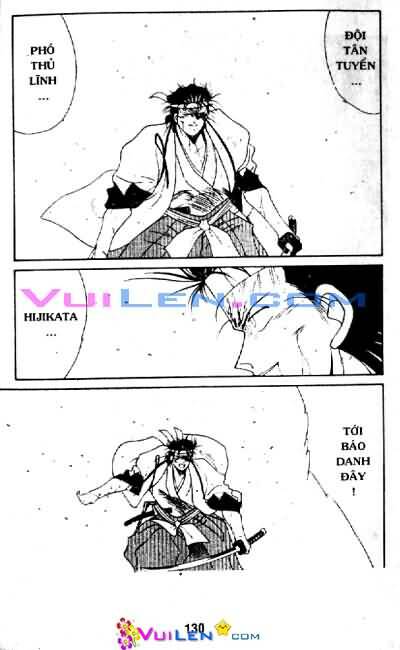 ĐỘI
TÂN
TUYỂN
...
PHÓ
THỦ
LĨNH
...
HIJIKATA
...
VUILEN.COM
TỚI
BÁO
DANH
ĐÂY
!
130
VUILEN.COM